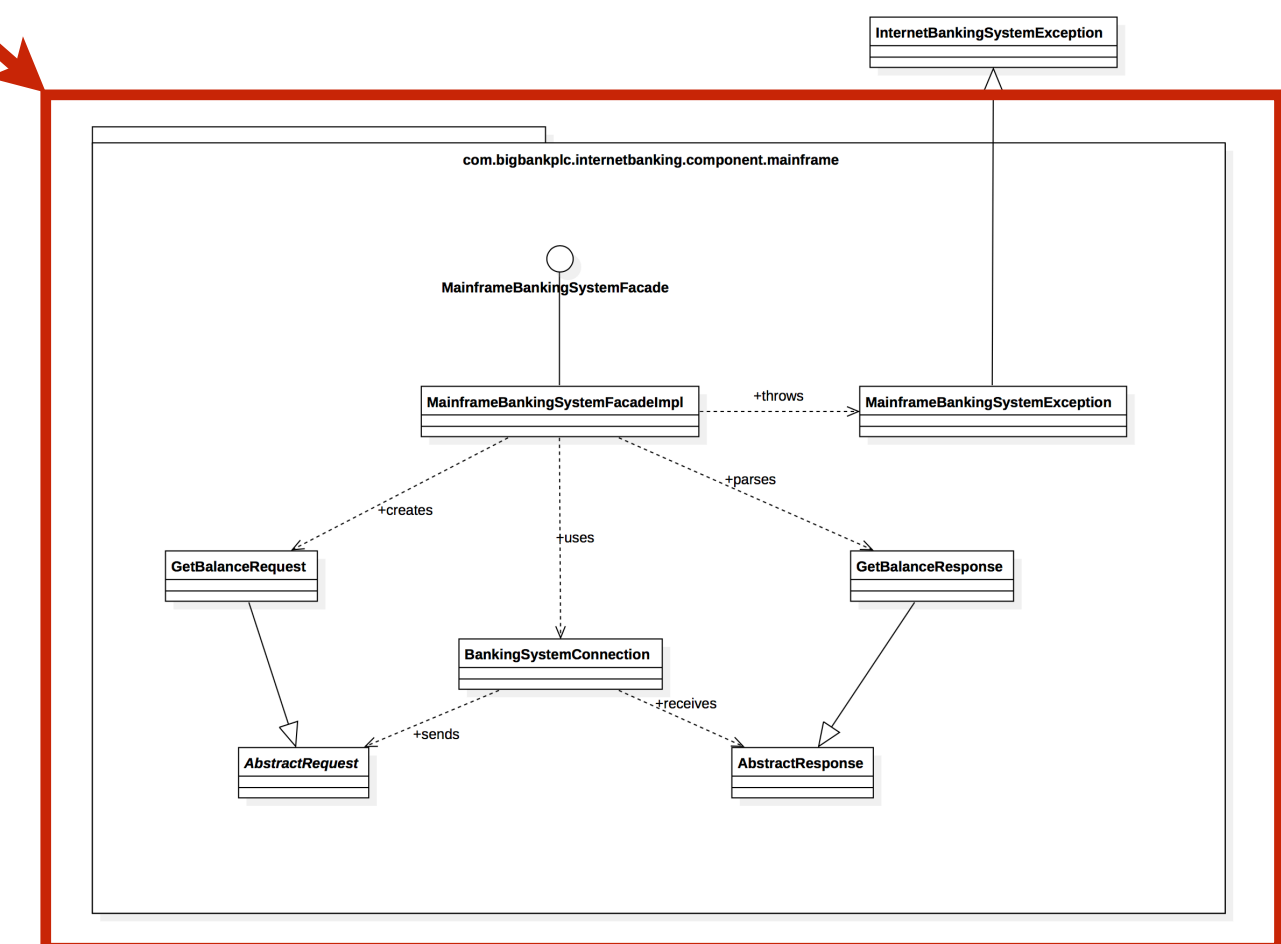 InternetBankingSystemException
com.bigbankplc.internetbanking.component.mainframe
MainframeBankingSystemFacade
MainframeBankingSystemFacadeImpl
+throws
MainframeBankingSystemException
+creates
+uses
+parses
GetBalanceRequest
GetBalanceResponse
BankingSystemConnection
+sends
+receives
AbstractRequest
AbstractResponse